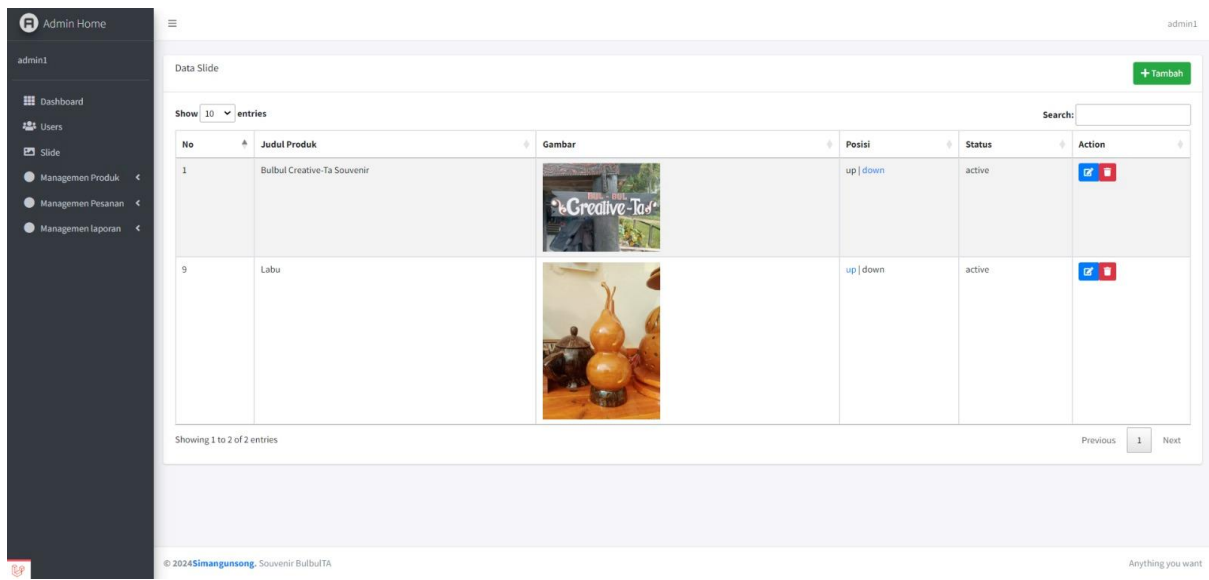 Admin Home
admin1
admin1
Dashboard
Users
Slide
Managemen Produk
Managemen Pesanan
Managemen laporan
Data Slide
Tambah
Show 10 entries
Search:
No Judul Produk Gambar Posisi Status Action
1 Bulbul Creative-Ta Souvenir up | down active
BUL - BUL
Creative-Ta
9 Labu up | down active
Showing 1 to 2 of 2 entries
Previous 1 Next
© 2024Simangunsong. Souvenir BulbulTA
Anything you want